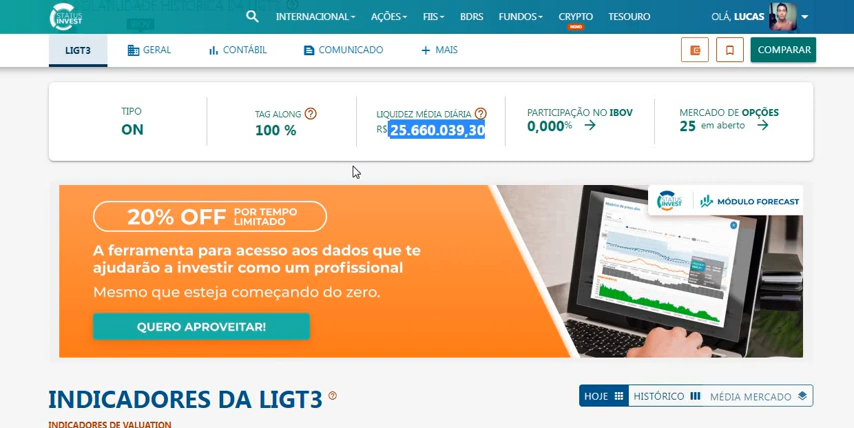 STATUS INVEST
INTERNACIONAL
AÇÕES
FIIS
BDRS
FUNDOS
CRYPTO
NOVO
TESOURO
OLÁ, LUCAS
LIGT3
GERAL
CONTÁBIL
COMUNICADO
MAIS
COMPARAR
TIPO
ON
TAG ALONG
100 %
LIQUIDEZ MÉDIA DIÁRIA
R$ 25.660.039,30
PARTICIPAÇÃO NO IBOV
0,000%
MERCADO DE OPÇÕES
25 em aberto
20% OFF POR TEMPO LIMITADO
A ferramenta para acesso aos dados que te
ajudarão a investir como um profissional
Mesmo que esteja começando do zero.
QUERO APROVEITAR!
STATUS INVEST
MÓDULO FORECAST
INDICADORES DA LIGT3
HOJE
HISTÓRICO
MÉDIA MERCADO
INDICADORES DE VALUATION